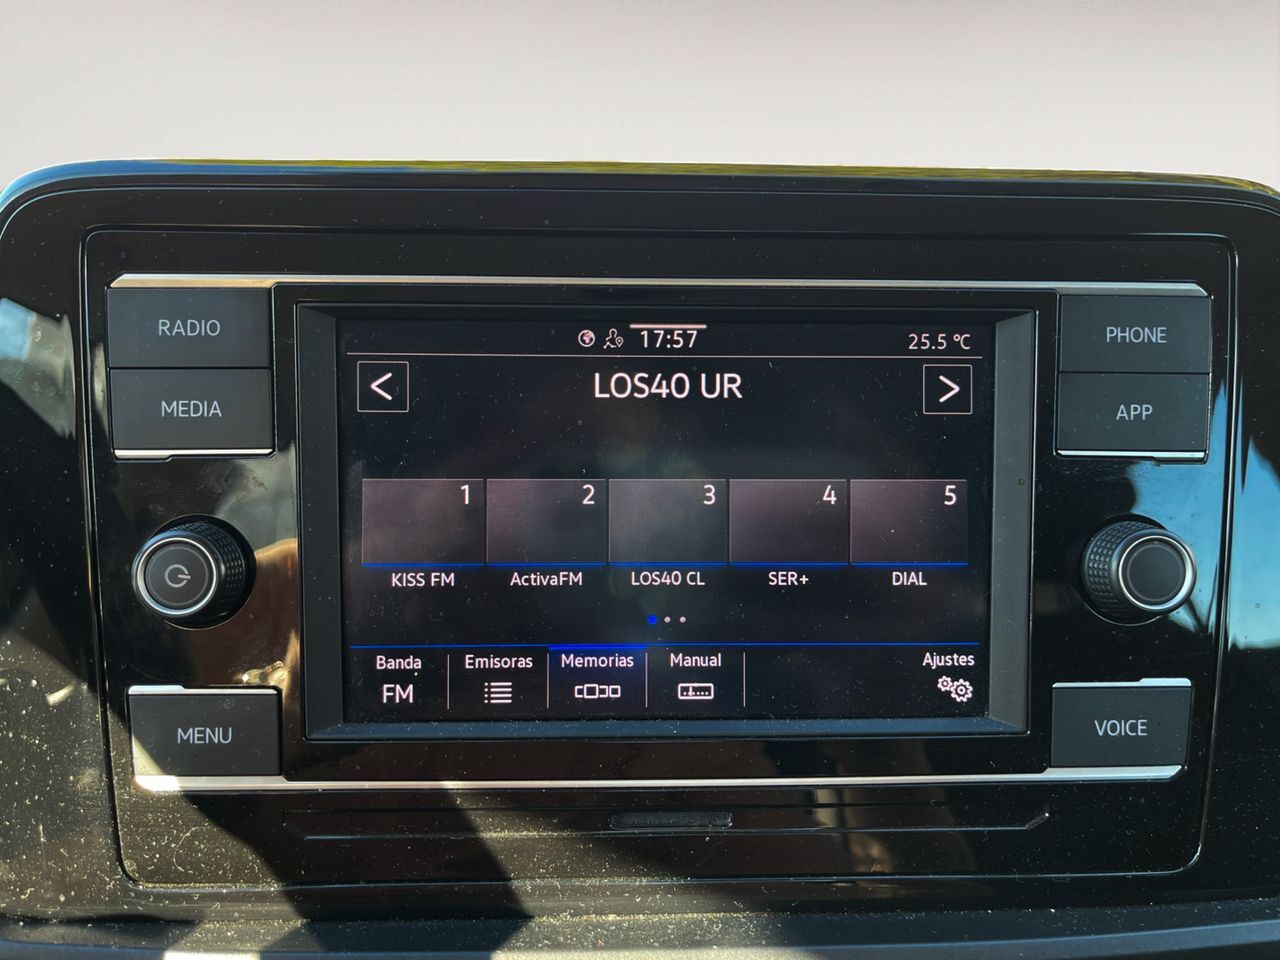 RADIO
MEDIA
MENU
17:57
25.5 °C
<
LOS40 UR
>
1
2
3
4
5
KISS FM
ActivaFM
LOS40 CL
SER+
DIAL
Banda
FM
Emisoras
Memorias
Manual
Ajustes
PHONE
APP
VOICE